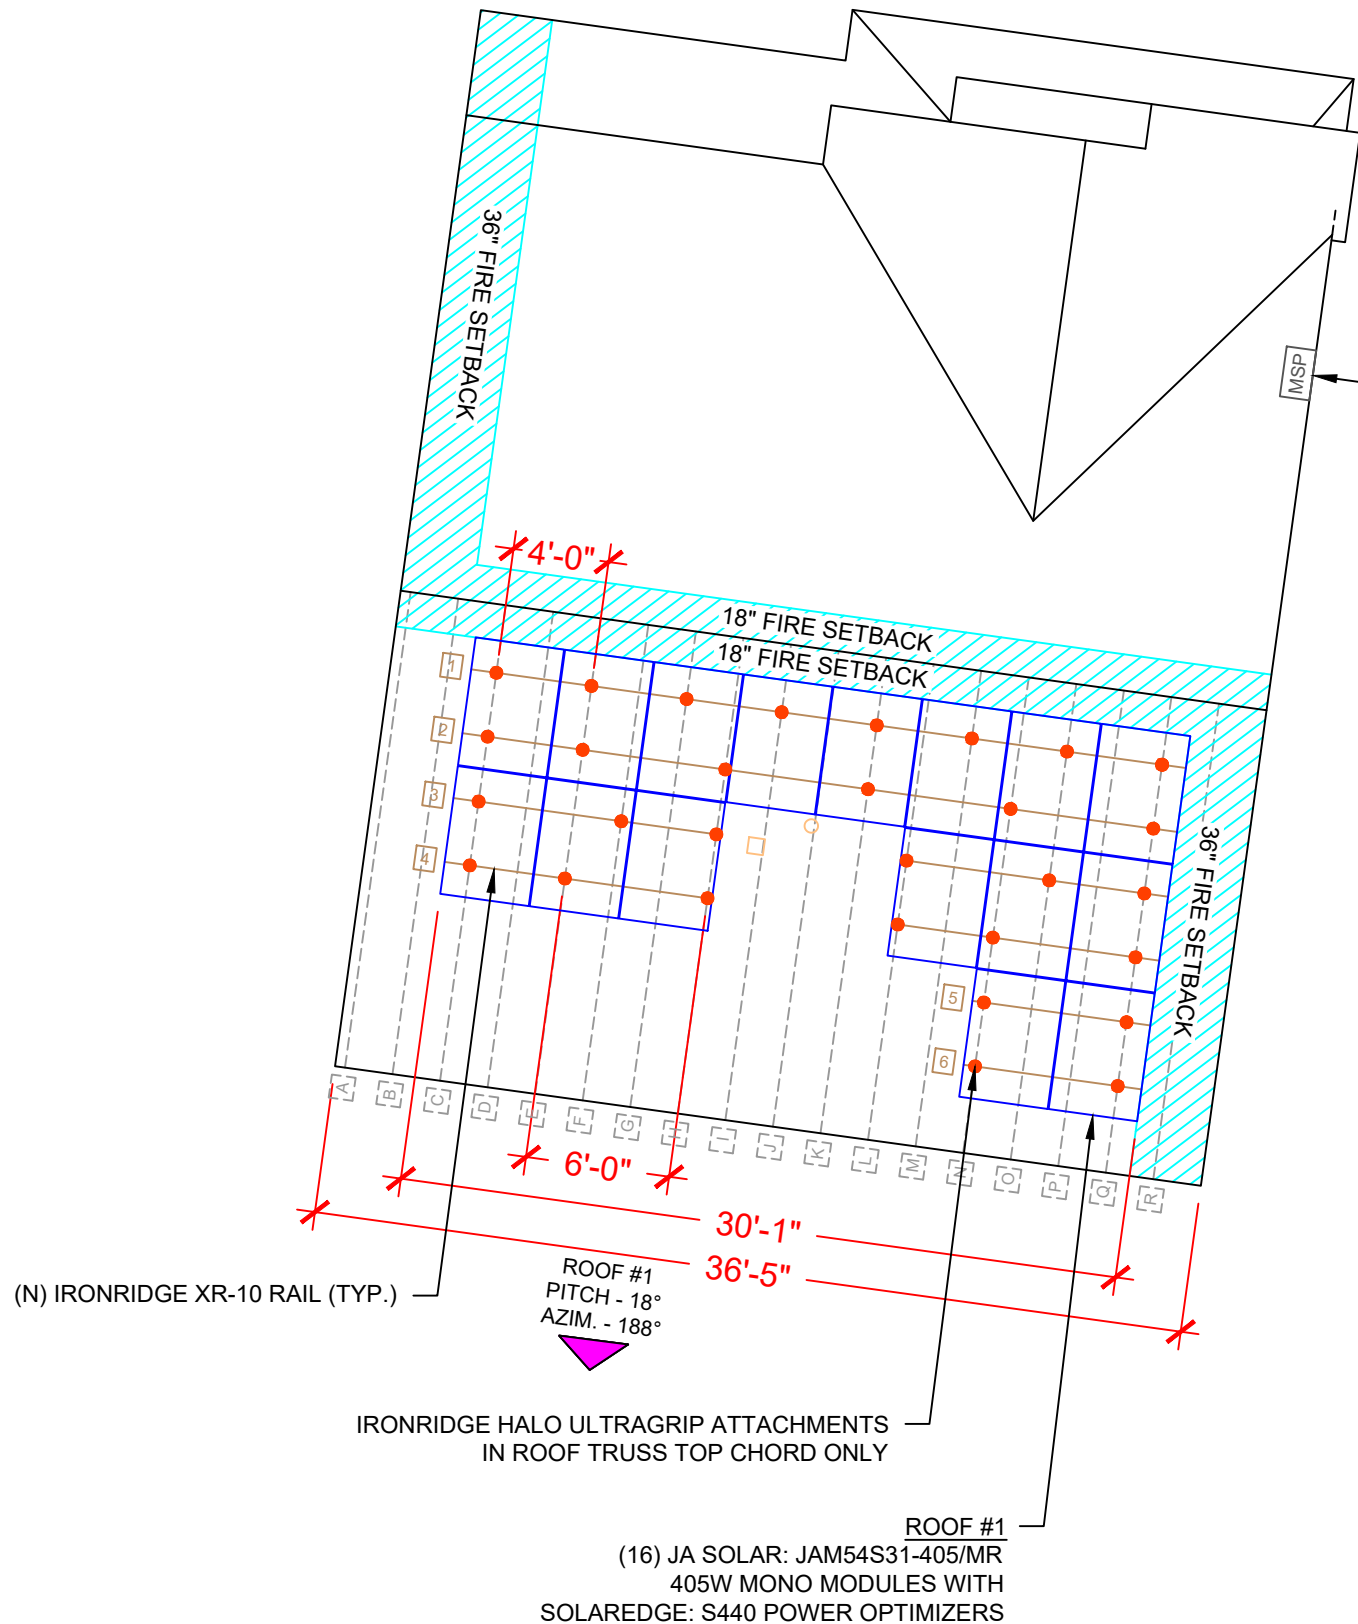 36" FIRE SETBACK
MSP
4'-0"
18" FIRE SETBACK
18" FIRE SETBACK
1
2
3
4
5
6
36" FIRE SETBACK
A
B
C
D
E
F
G
H
I
J
K
L
M
N
O
P
Q
R
6'-0"
30'-1"
36'-5"
(N) IRONRIDGE XR-10 RAIL (TYP.)
ROOF #1
PITCH - 18°
AZIM. - 188°
IRONRIDGE HALO ULTRAGRIP ATTACHMENTS
IN ROOF TRUSS TOP CHORD ONLY
ROOF #1
(16) JA SOLAR: JAM54S31-405/MR
405W MONO MODULES WITH
SOLAREDGE: S440 POWER OPTIMIZERS